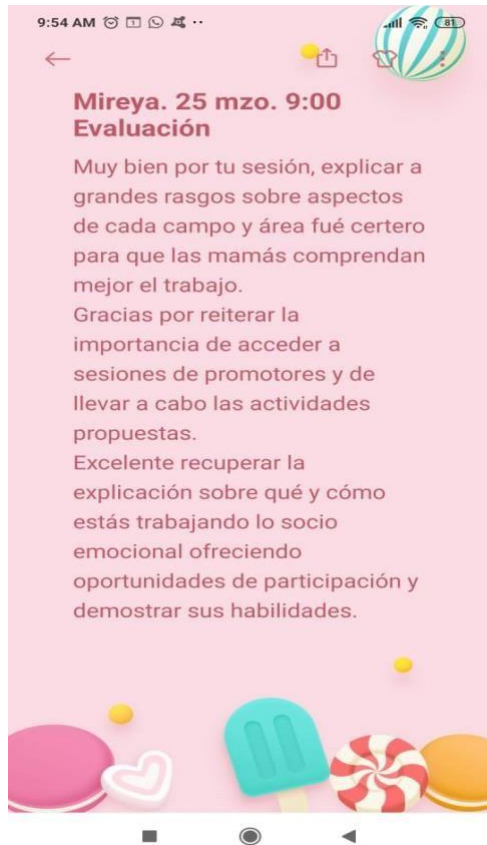 9:54 AM
81
Mireya. 25 mzo. 9:00
Evaluación
Muy bien por tu sesión, explicar a
grandes rasgos sobre aspectos
de cada campo y área fué certero
para que las mamás comprendan
mejor el trabajo.
Gracias por reiterar la
importancia de acceder a
sesiones de promotores y de
llevar a cabo las actividades
propuestas.
Excelente recuperar la
explicación sobre qué y cómo
estás trabajando lo socio
emocional ofreciendo
oportunidades de participación y
demostrar sus habilidades.